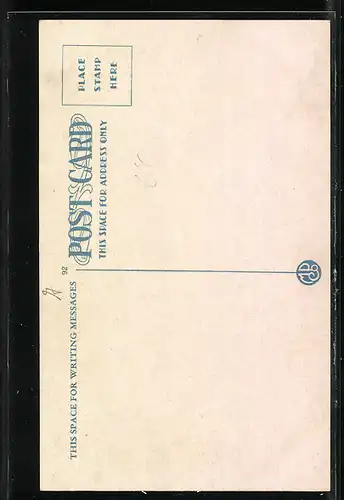 PLACE
STAMP
HERE
POST CARD
THIS SPACE FOR ADDRESS ONLY
92
THIS SPACE FOR WRITING MESSAGES